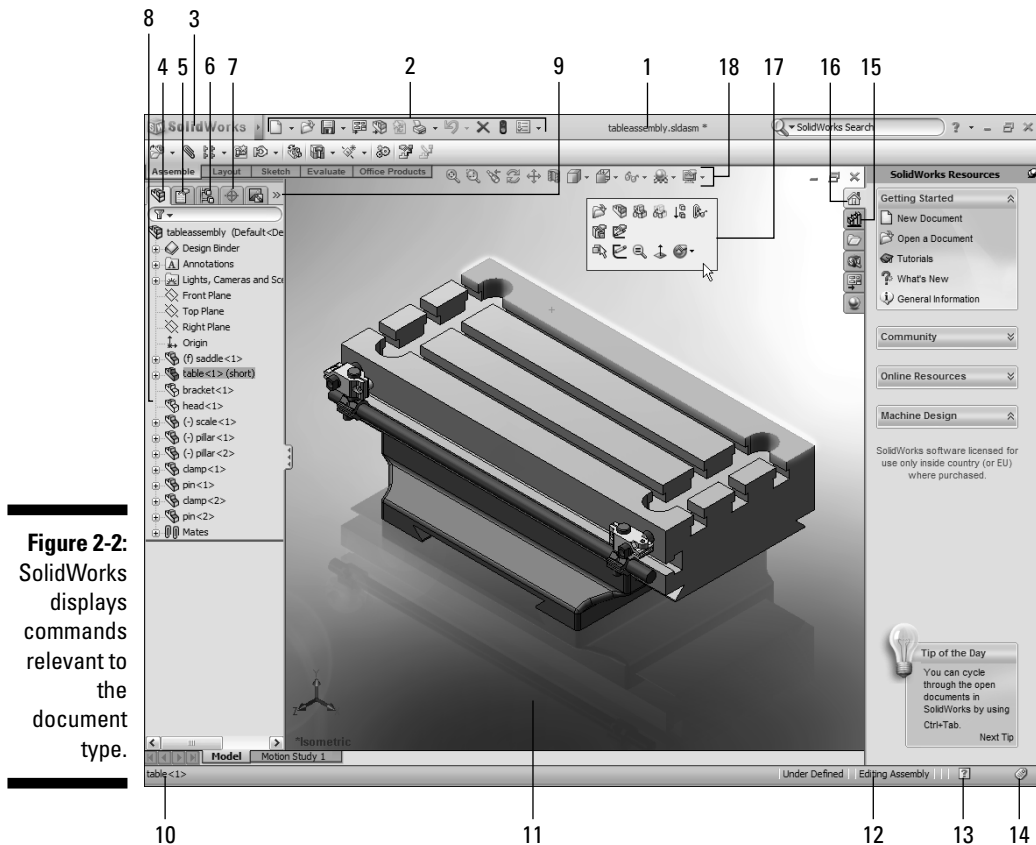 8 3
4 5 6 7 2 9 1 18 17 16 15
SolidWorks
tableassembly.sldasm *
SolidWorks Search
Assemble Layout Sketch Evaluate Office Products
SolidWorks Resources
Getting Started
New Document
Open a Document
Tutorials
What's New
General Information
Community
Online Resources
Machine Design
SolidWorks software licensed for
use only inside country (or EU)
where purchased.
tableassembly (Default<De
Design Binder
A Annotations
Lights, Cameras and Sce
Front Plane
Top Plane
Right Plane
Origin
(f) saddle<1>
table<1> (short)
bracket<1>
head<1>
(-) scale<1>
(-) pillar<1>
(-) pillar<2>
clamp<1>
pin<1>
clamp<2>
pin<2>
Mates
Figure 2-2:
SolidWorks
displays
commands
relevant to
the
document
type.
Tip of the Day
You can cycle
through the open
documents in
SolidWorks by using
Ctrl+Tab.
Next Tip
Y
Z
*Isometric
Model Motion Study 1
table<1>
Under Defined Editing Assembly ?
10 11 12 13 14